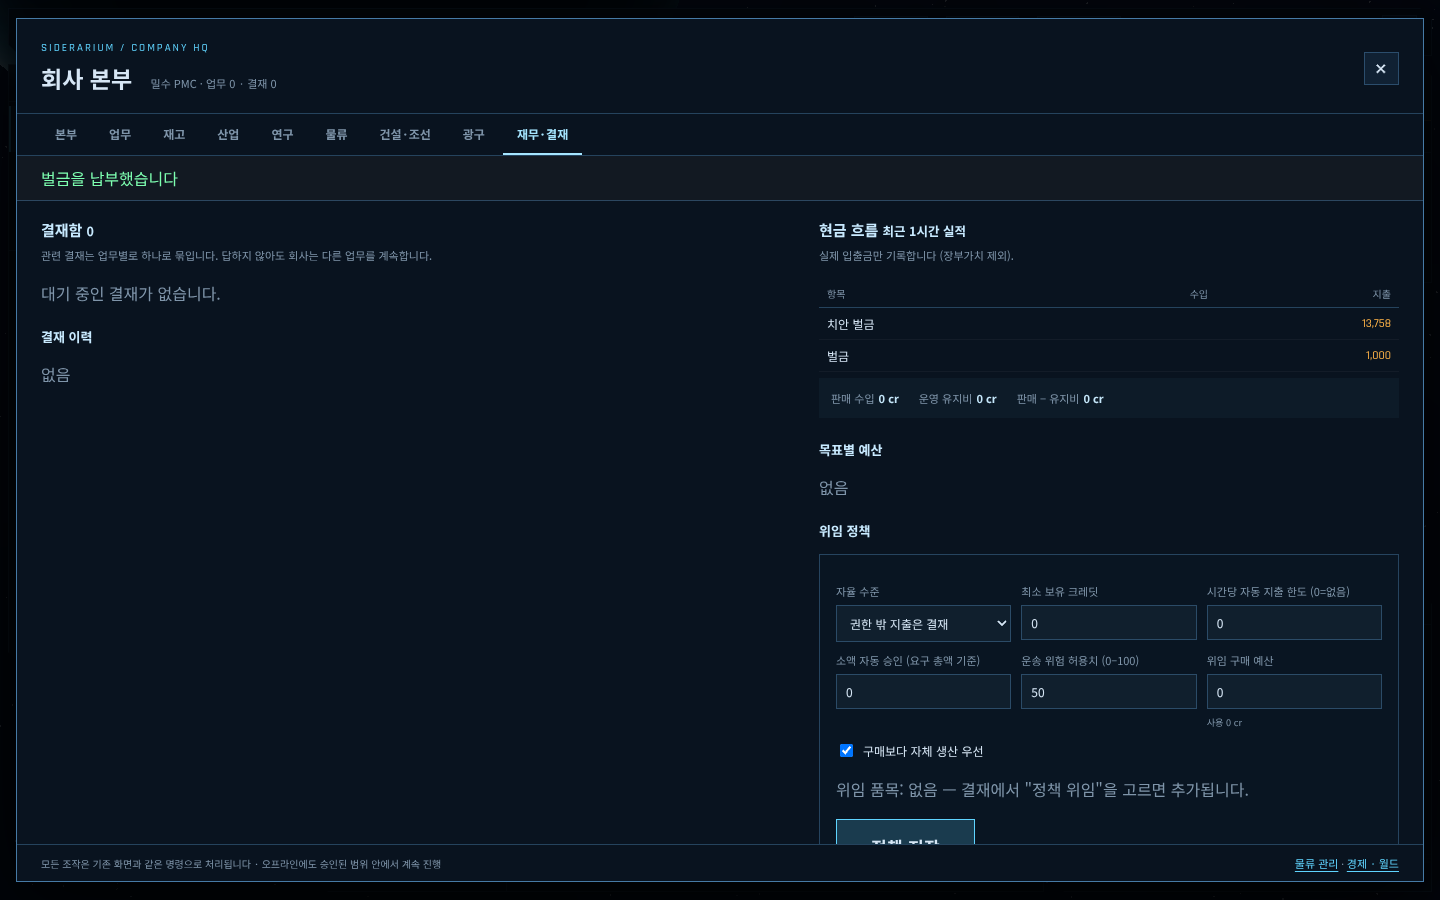 SIDERARIUM / COMPANY HQ
회사 본부 밀수 PMC · 업무 0 · 결재 0
×
본부 업무 재고 산업 연구 물류 건설·조선 광구 재무·결재
벌금을 납부했습니다
결재함 0
관련 결재는 업무별로 하나로 묶입니다. 답하지 않아도 회사는 다른 업무를 계속합니다.
대기 중인 결재가 없습니다.
결재 이력
없음
현금 흐름 최근 1시간 실적
실제 입출금만 기록합니다 (장부가치 제외).
항목 수입 지출
치안 벌금 13,758
벌금 1,000
판매 수입 0 cr 운영 유지비 0 cr 판매 − 유지비 0 cr
목표별 예산
없음
위임 정책
자율 수준 최소 보유 크레딧 시간당 자동 지출 한도 (0=없음)
권한 밖 지출은 결재 0 0
소액 자동 승인 (요구 총액 기준) 운송 위험 허용치 (0–100) 위임 구매 예산
0 50 0
사용 0 cr
구매보다 자체 생산 우선
위임 품목: 없음 — 결재에서 "정책 위임"을 고르면 추가됩니다.
정책 저장
모든 조작은 기존 화면과 같은 명령으로 처리됩니다 · 오프라인에도 승인된 범위 안에서 계속 진행
물류 관리 · 경제 · 월드